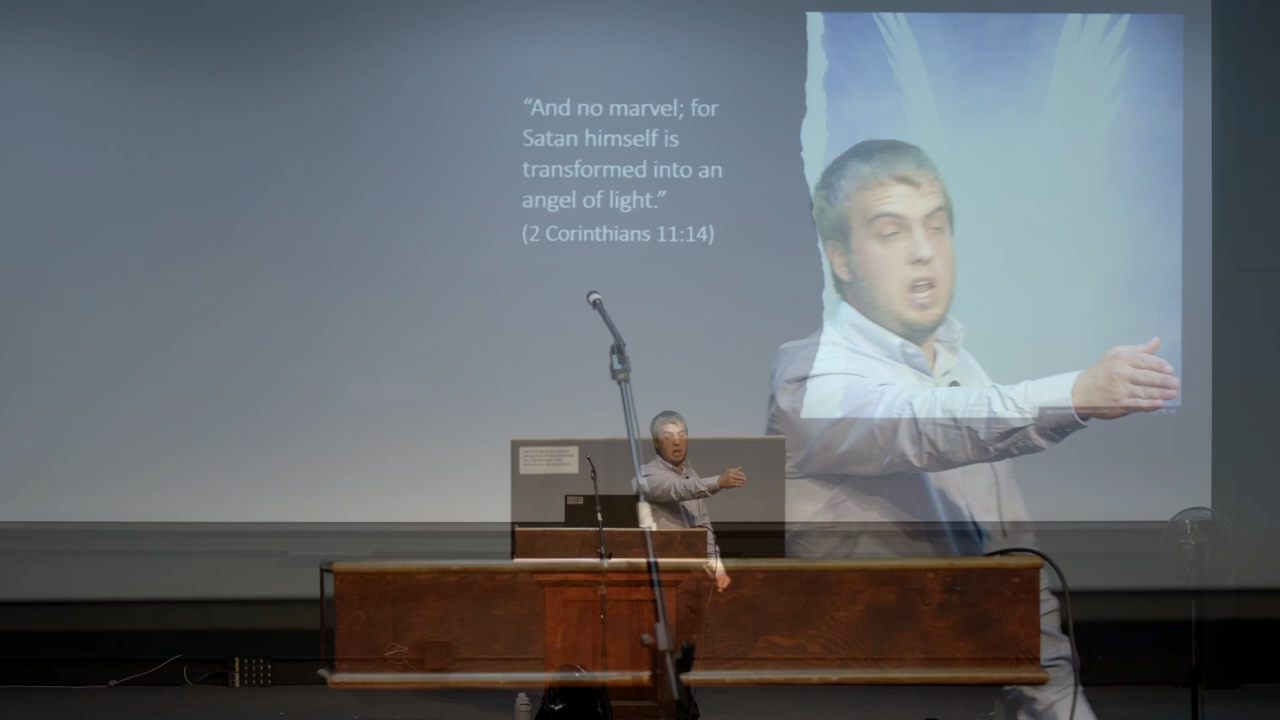 “And no marvel; for
Satan himself is
transformed into an
angel of light.”
(2 Corinthians 11:14)